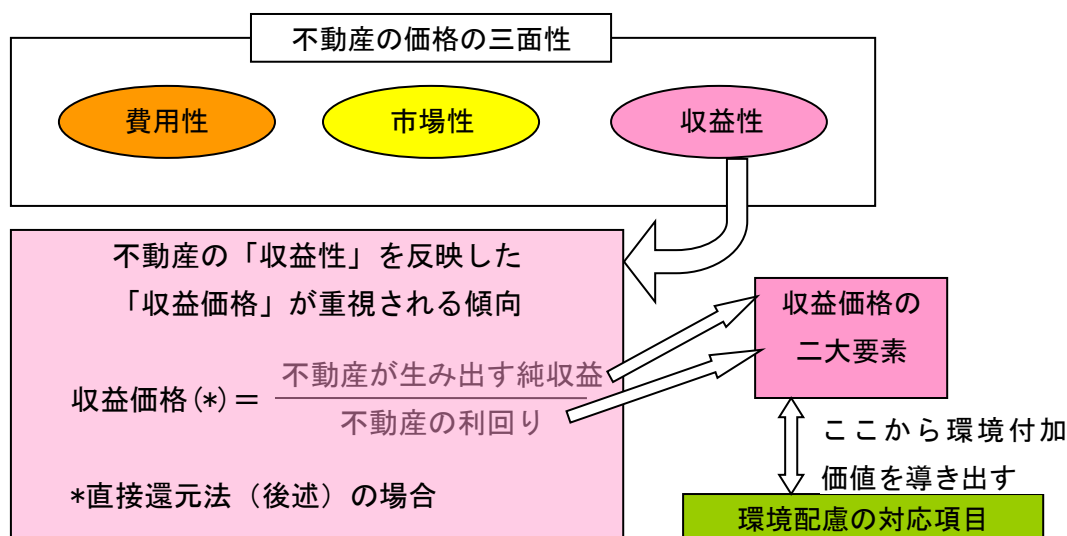 不動産の価格の三面性
費用性
市場性
収益性
不動産の「収益性」を反映した
「収益価格」が重視される傾向
収益価格(*)＝
不動産が生み出す純収益
不動産の利回り
*直接還元法（後述）の場合
収益価格の
二大要素
ここから環境付加
価値を導き出す
環境配慮の対応項目